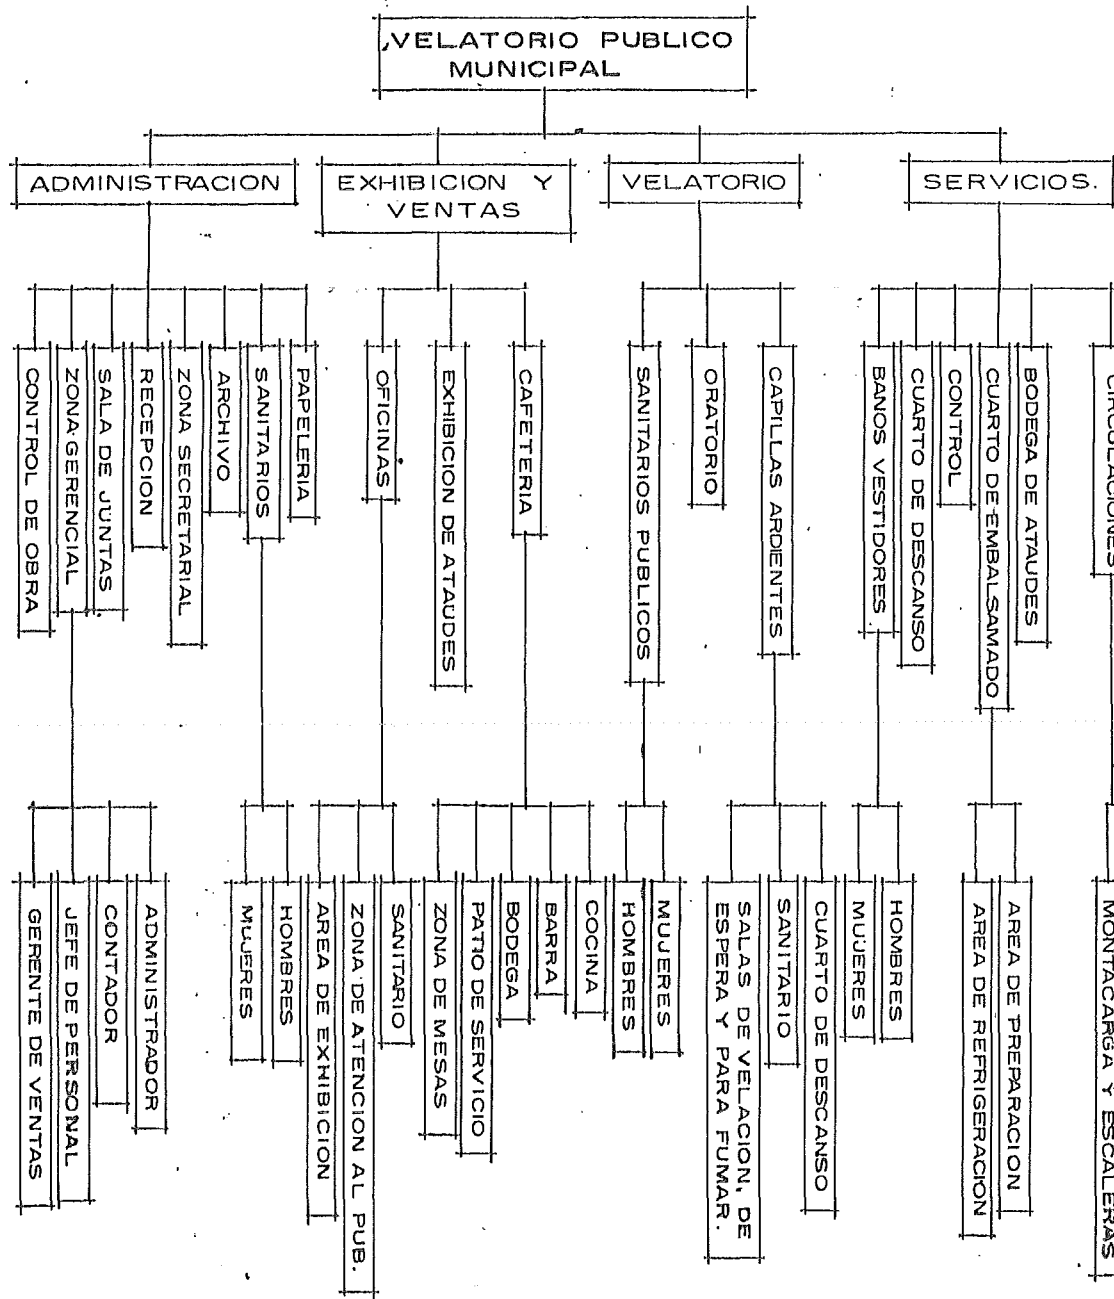 VELATORIO PUBLICO
MUNICIPAL
ADMINISTRACION
EXHIBICION Y
VENTAS
VELATORIO
SERVICIOS.
CONTROL DE OBRA
ZONA GERENCIAL
SALA DE JUNTAS
RECEPCION
ZONA SECRETARIAL
ARCHIVO
SANITARIOS
PAPELERIA
OFICINAS
EXHIBICION DE ATAUDES
CAFETERIA
SANITARIOS PUBLICOS
ORATORIO
CAPILLAS ARDIENTES
BANOS VESTIDORES
CUARTO DE DESCANSO
CONTROL
CUARTO DE EMBALSAMADO
BODEGA DE ATAUDES
CIRCULACIONES
GERENTE DE VENTAS
JEFE DE PERSONAL
CONTADOR
ADMINISTRADOR
MUJERES
HOMBRES
AREA DE EXHIBICION
ZONA DE ATENCION AL PUB.
SANITARIO
ZONA DE MESAS
PATIO DE SERVICIO
BODEGA
BARRA
COCINA
HOMBRES
MUJERES
SALAS DE VELACION, DE
ESPERA Y PARA FUMAR.
SANITARIO
CUARTO DE DESCANSO
MUJERES
HOMBRES
AREA DE REFRIGERACION
AREA DE PREPARACION
MONTACARGA Y ESCALERAS